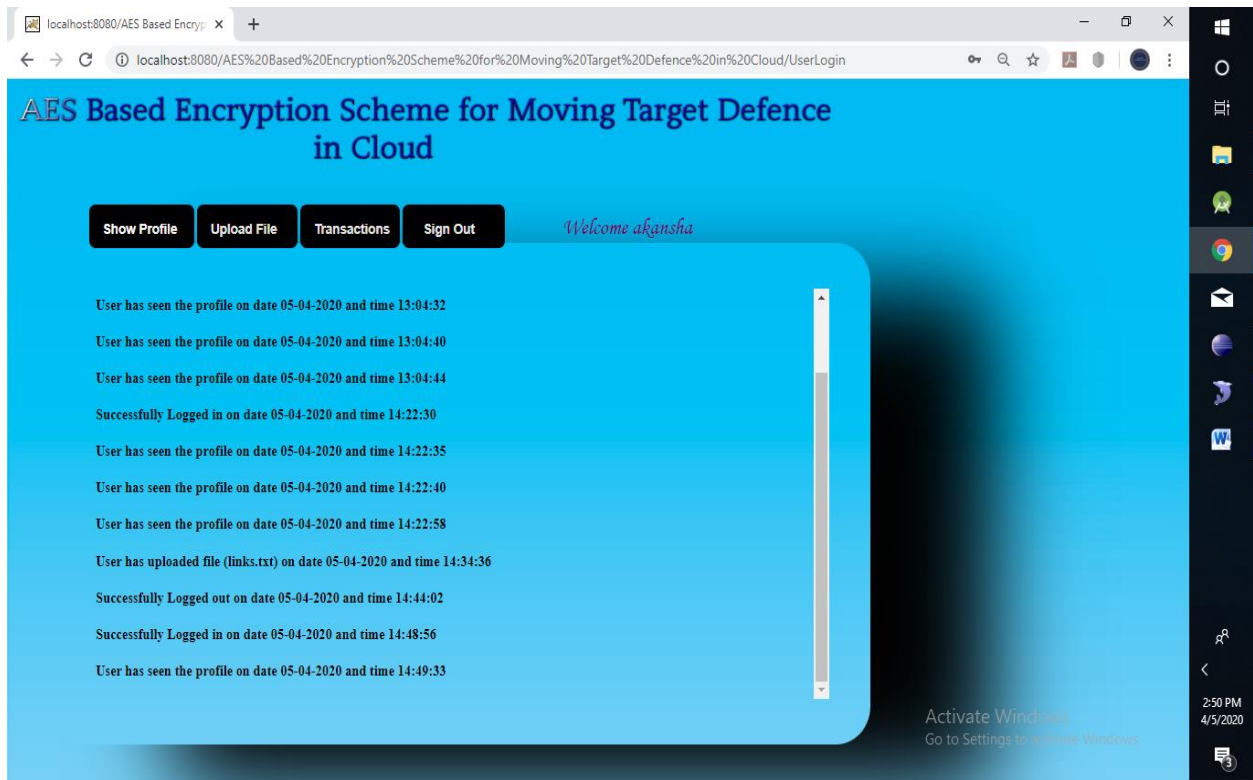 localhost:8080/AES Based Encryp
localhost:8080/AES%20Based%20Encryption%20Scheme%20for%20Moving%20Target%20Defence%20in%20Cloud/UserLogin
AES Based Encryption Scheme for Moving Target Defence
in Cloud
Show Profile Upload File Transactions Sign Out Welcome akansha
User has seen the profile on date 05-04-2020 and time 13:04:32
User has seen the profile on date 05-04-2020 and time 13:04:40
User has seen the profile on date 05-04-2020 and time 13:04:44
Successfully Logged in on date 05-04-2020 and time 14:22:30
User has seen the profile on date 05-04-2020 and time 14:22:35
User has seen the profile on date 05-04-2020 and time 14:22:40
User has seen the profile on date 05-04-2020 and time 14:22:58
User has uploaded file (links.txt) on date 05-04-2020 and time 14:34:36
Successfully Logged out on date 05-04-2020 and time 14:44:02
Successfully Logged in on date 05-04-2020 and time 14:48:56
User has seen the profile on date 05-04-2020 and time 14:49:33
Activate Windows
Go to Settings to activate Windows.
2:50 PM
4/5/2020
3